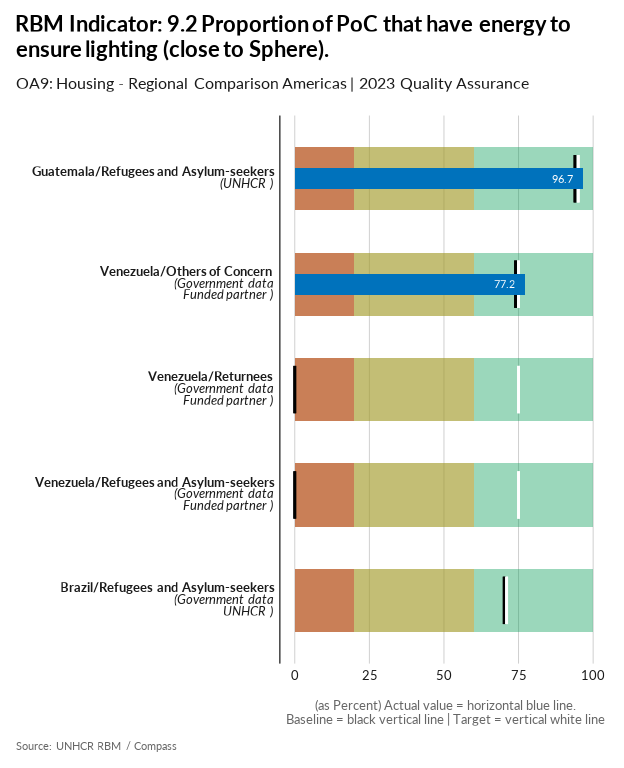 RBM Indicator: 9.2 Proportion of PoC that have energy to
ensure lighting (close to Sphere).
OA9: Housing - Regional Comparison Americas | 2023 Quality Assurance
Guatemala/Refugees and Asylum-seekers
(UNHCR )
96.7
Venezuela/Others of Concern
(Government data
Funded partner )
77.2
Venezuela/Returnees
(Government data
Funded partner )
Venezuela/Refugees and Asylum-seekers
(Government data
Funded partner )
Brazil/Refugees and Asylum-seekers
(Government data
UNHCR )
0 25 50 75 100
(as Percent) Actual value = horizontal blue line.
Baseline = black vertical line | Target = vertical white line
Source: UNHCR RBM / Compass